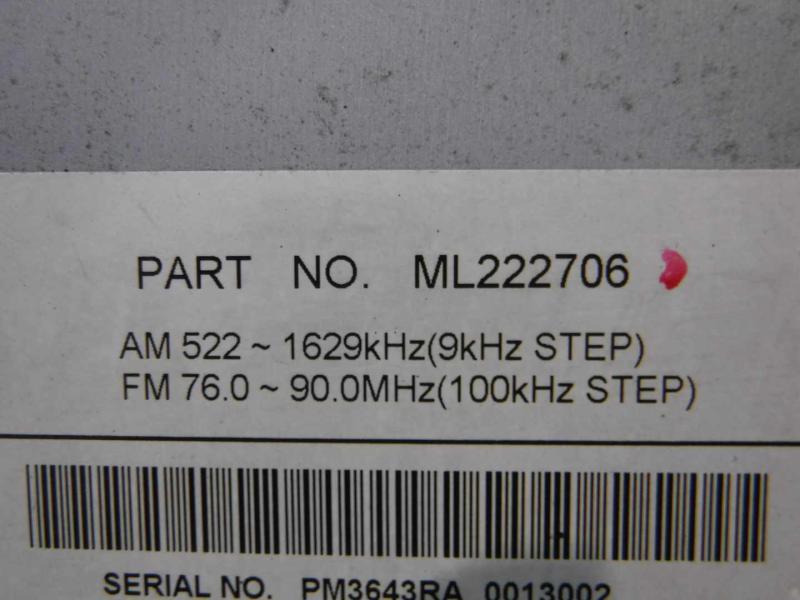 PART NO. ML222706
AM 522 ~ 1629kHz(9kHz STEP)
FM 76.0 ~ 90.0MHz(100kHz STEP)
SERIAL NO. PM3643RA 0013002